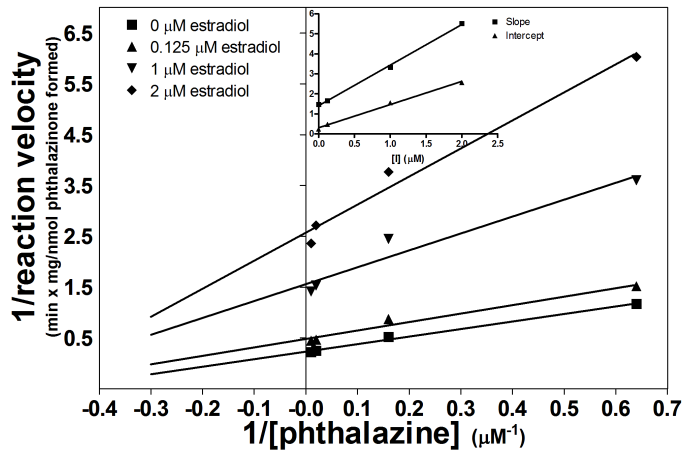 0 μM estradiol
0.125 μM estradiol
1 μM estradiol
2 μM estradiol
Slope
Intercept
6
5
4
3
2
1
0
0.0 0.5 1.0 1.5 2.0 2.5
[I] (μM)
1/reaction velocity
(min x mg/nmol phthalazinone formed)
6.5
5.5
4.5
3.5
2.5
1.5
0.5
-0.4 -0.3 -0.2 -0.1 -0.0 0.1 0.2 0.3 0.4 0.5 0.6 0.7
1/[phthalazine] (μM-1)